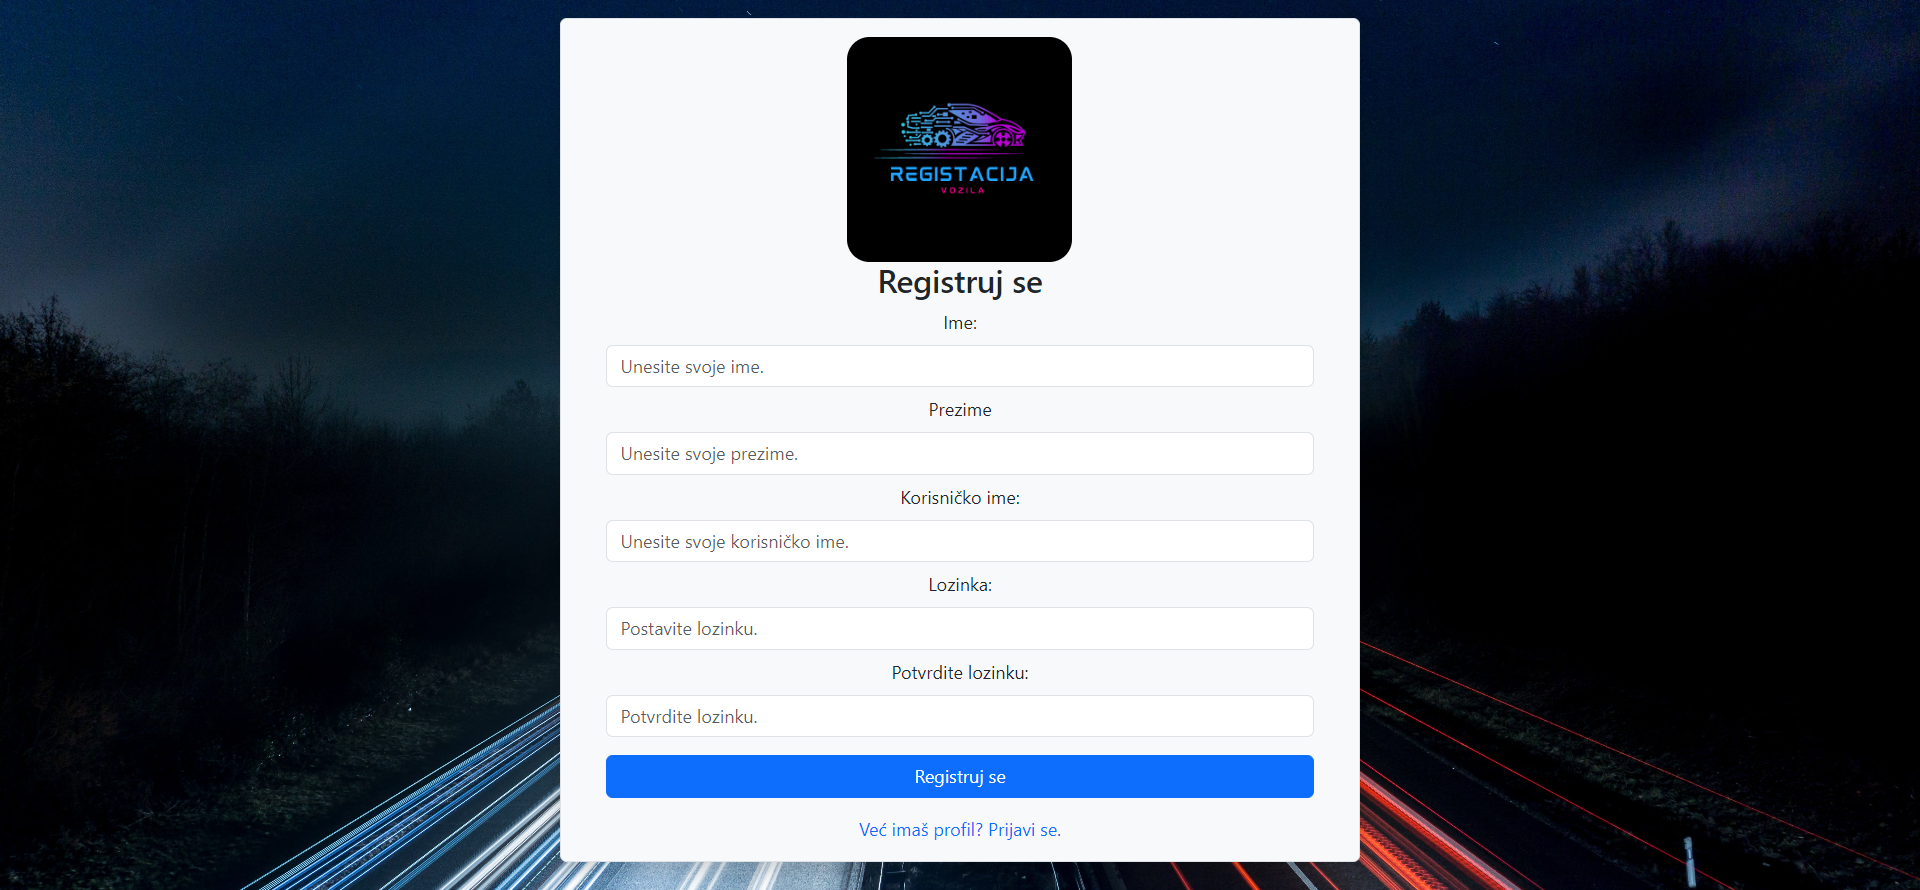 REGISTACIJA
VOZILA
Registruj se
Ime:
Unesite svoje ime.
Prezime
Unesite svoje prezime.
Korisničko ime:
Unesite svoje korisničko ime.
Lozinka:
Postavite lozinku.
Potvrdite lozinku:
Potvrdite lozinku.
Registruj se
Već imaš profil? Prijavi se.